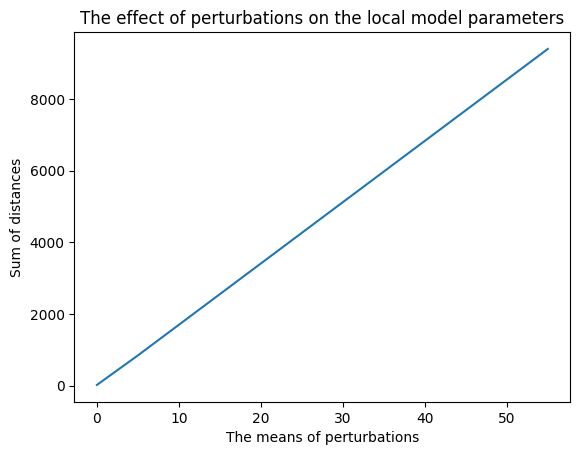 The effect of perturbations on the local model parameters
Sum of distances
8000
6000
4000
2000
0
0 10 20 30 40 50
The means of perturbations